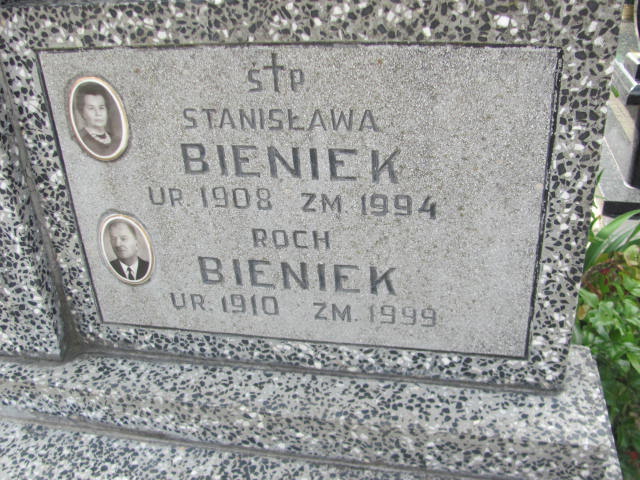 Ś†P
STANISŁAWA
BIENIEK
UR. 1908 ZM. 1994
ROCH
BIENIEK
UR. 1910 ZM. 1999